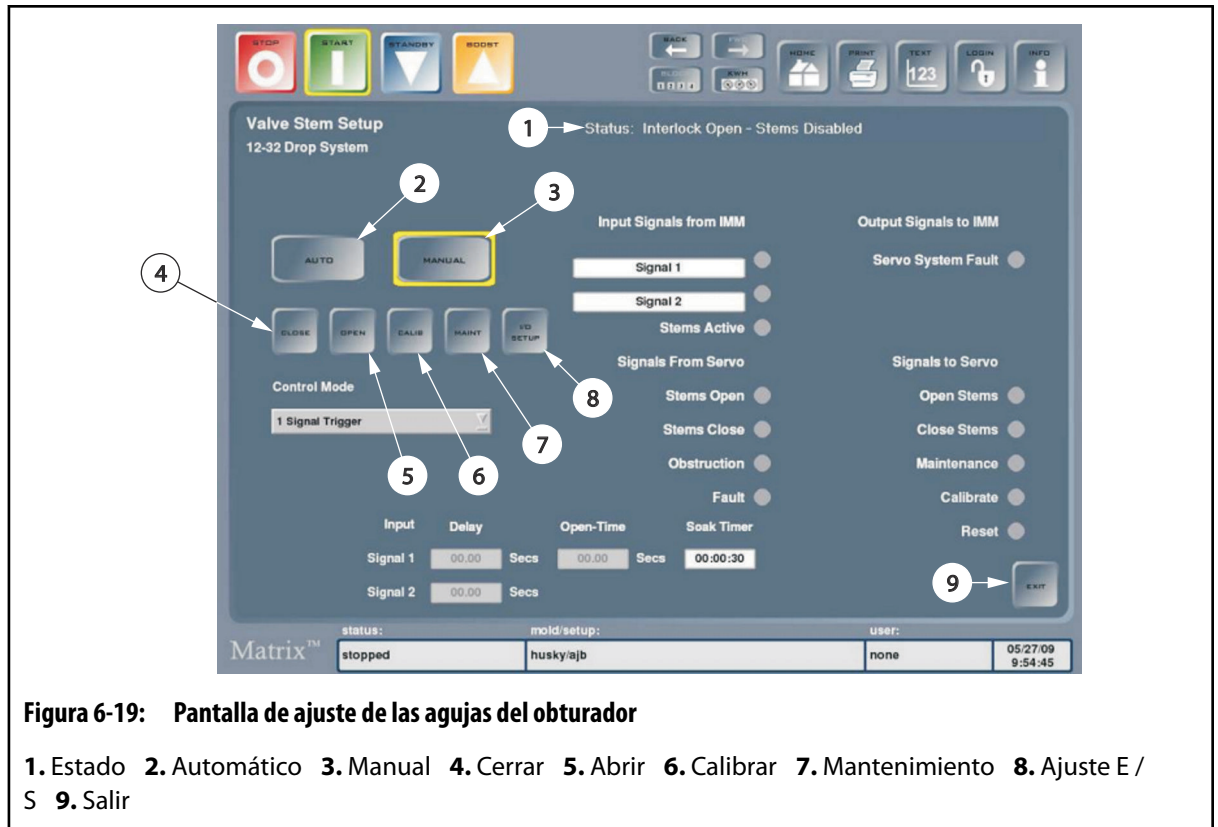 STOP START STANDBY BOOST BACK HOME PRINT TEXT LOGIN INFO
123
1 2 3 4 KWH
Valve Stem Setup
12-32 Drop System
1 Status: Interlock Open - Stems Disabled
2 3
Input Signals from IMM Output Signals to IMM
AUTO MANUAL
Signal 1 Servo System Fault
4
Signal 2
CLOSE OPEN CALIB MAINT I/O SETUP
Stems Active
Signals From Servo Signals to Servo
Control Mode
8
Stems Open Open Stems
1 Signal Trigger
Stems Close Close Stems
7
5 6
Obstruction Maintenance
Fault Calibrate
Input Delay Open-Time Soak Timer
Reset
Signal 1 00.00 Secs 00.00 Secs 00:00:30
9 EXIT
Signal 2 00.00 Secs
status: mold/setup: user:
Matrix™ stopped husky/ajb none 05/27/09
9:54:45
Figura 6-19: Pantalla de ajuste de las agujas del obturador
1. Estado 2. Automático 3. Manual 4. Cerrar 5. Abrir 6. Calibrar 7. Mantenimiento 8. Ajuste E /
S 9. Salir